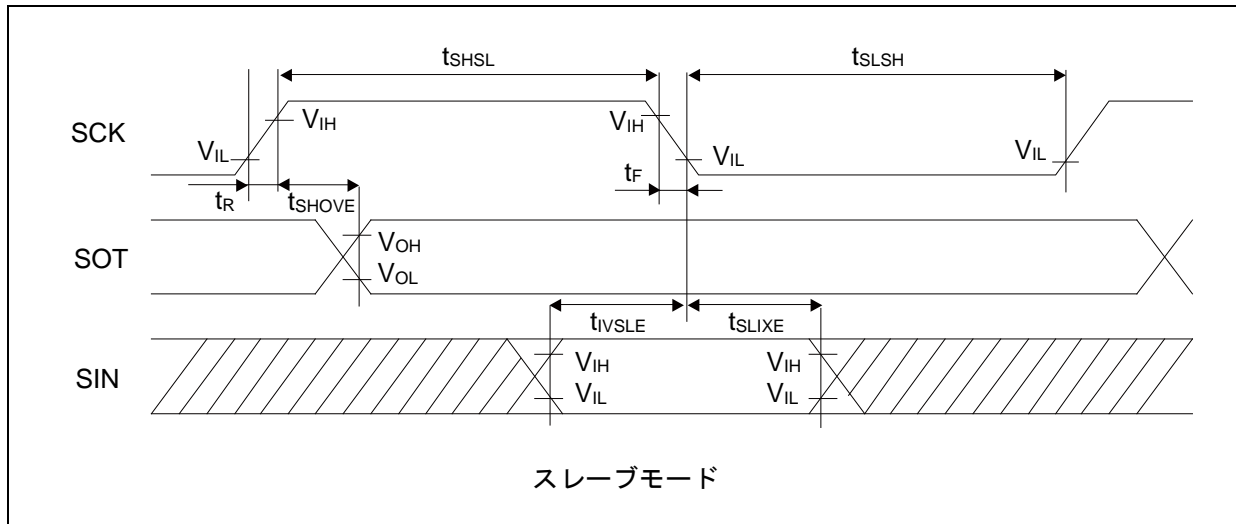 tSHSL tSLSH
SCK VIH VIH
VIL VIL VIL
tR tSHOVE tF
SOT VOH
VOL
tIVSLE tSLIXE
SIN VIH VIH
VIL VIL
スレーブモード